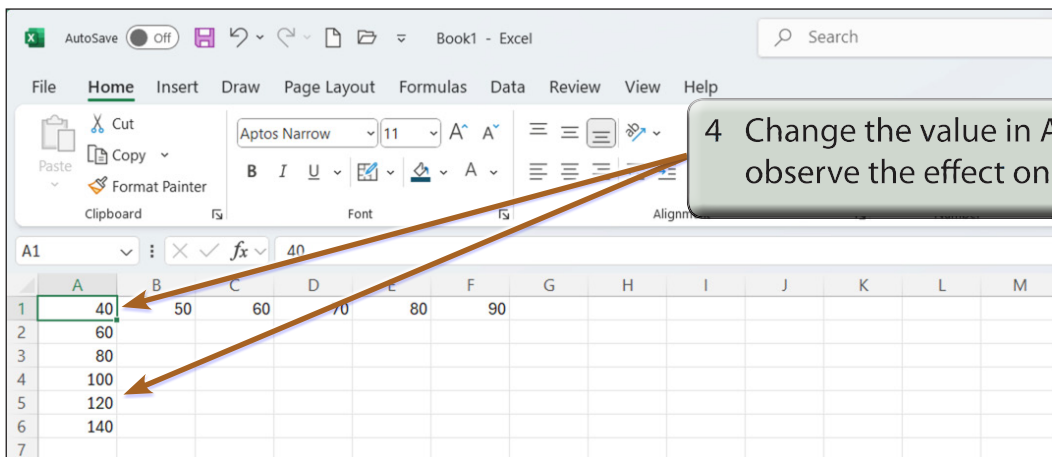 AutoSave Off Book1 - Excel Search
File Home Insert Draw Page Layout Formulas Data Review View Help
Paste
Cut
Copy
Format Painter
Clipboard
Aptos Narrow 11 A^ A˅
B I U A
Font
4 Change the value in A
observe the effect on
A1 fx 40
A B C D E F G H I J K L M
1 40 50 60 70 80 90
2 60
3 80
4 100
5 120
6 140
7